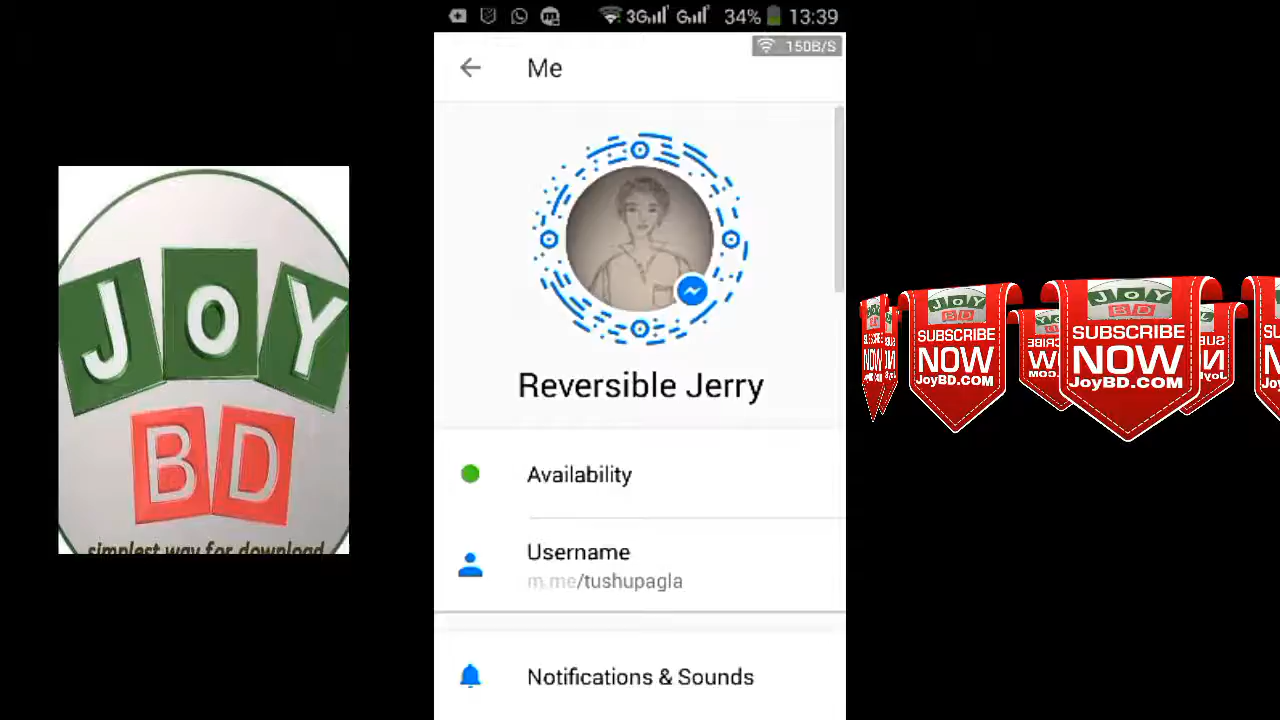 3G G 34% 13:39
150B/S
Me
Reversible Jerry
Availability
Username
m.me/tushupagla
Notifications & Sounds
JOY
BD
simplest way for download
JOY
BD
SUBSCRIBE
NOW
JoyBD.COM
JOY
BD
SUBSCRIBE
NOW
JoyBD.COM